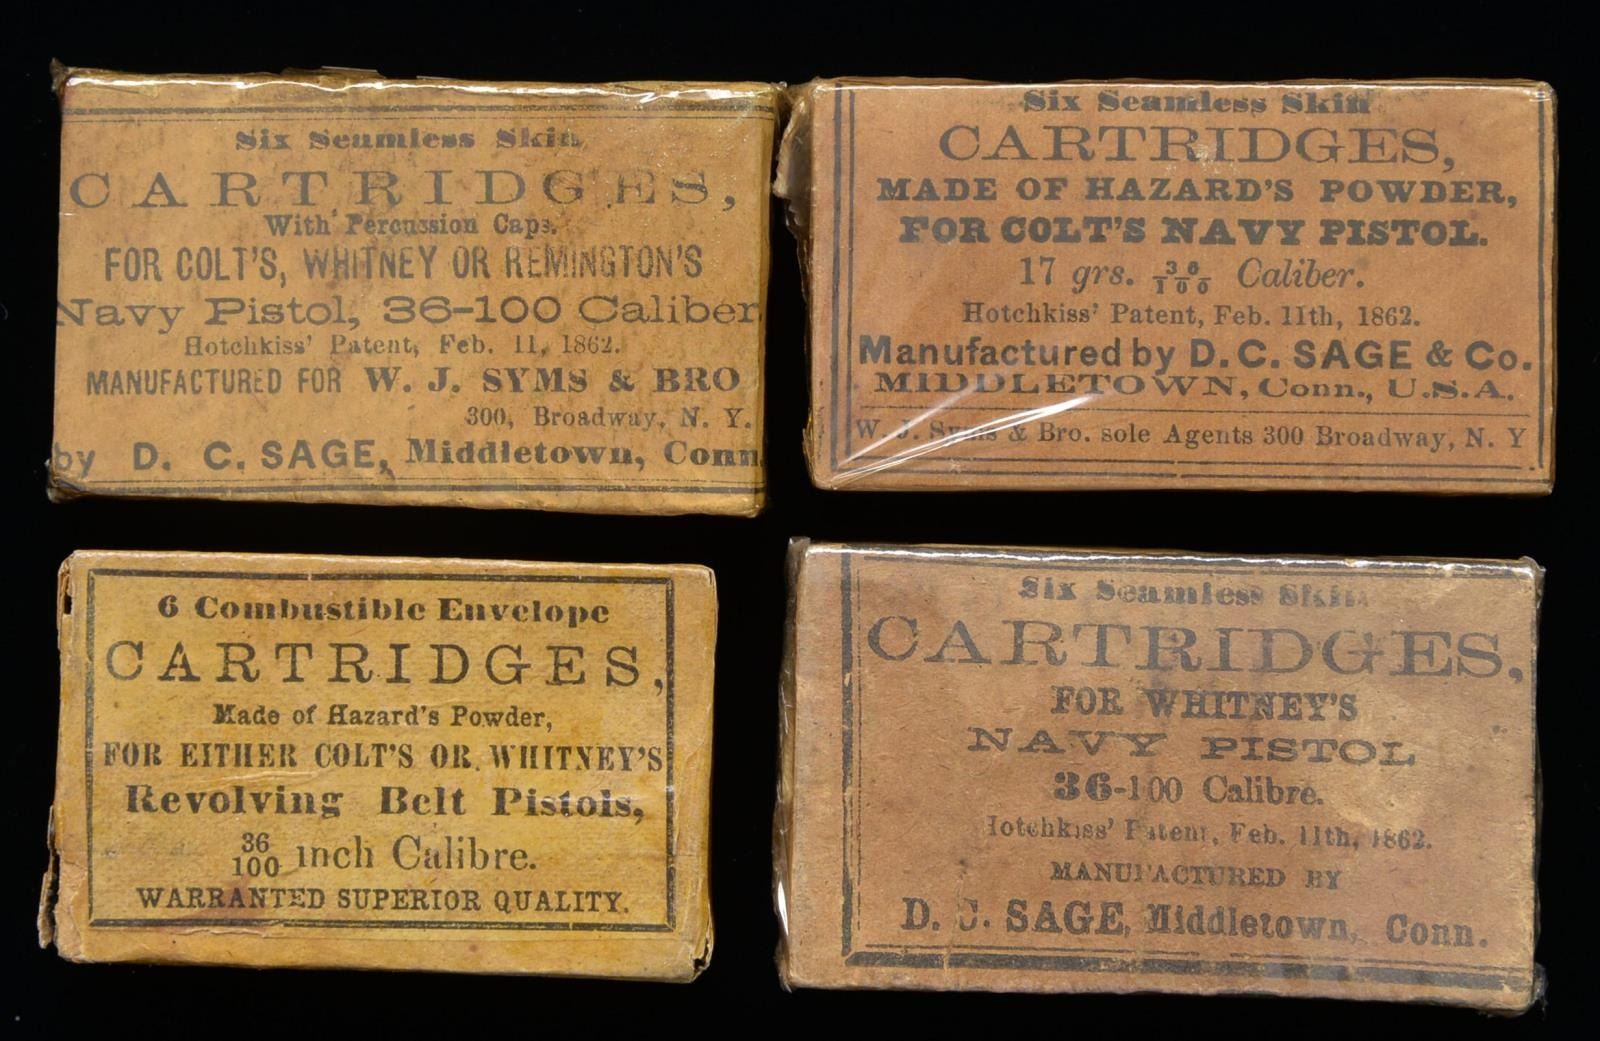 Six Seamless Skin
CARTRIDGES,
With Percussion Caps.
FOR COLT'S, WHITNEY OR REMINGTON'S
Navy Pistol, 36-100 Caliber
Hotchkiss' Patent, Feb. 11, 1862.
MANUFACTURED FOR W. J. SYMS & BRO
300, Broadway, N. Y.
by D. C. SAGE, Middletown, Conn
Six Seamless Skin
CARTRIDGES,
MADE OF HAZARD'S POWDER,
FOR COLT'S NAVY PISTOL.
17 grs. 36/100 Caliber.
Hotchkiss' Patent, Feb. 11th, 1862.
Manufactured by D. C. SAGE & Co.
MIDDLETOWN, Conn., U.S.A.
W. J. Syms & Bro. sole Agents 300 Broadway, N. Y
6 Combustible Envelope
CARTRIDGES,
Made of Hazard's Powder,
FOR EITHER COLT'S OR WHITNEY'S
Revolving Belt Pistols,
36/100 inch Calibre.
WARRANTED SUPERIOR QUALITY.
Six Seamless Skin
CARTRIDGES,
FOR WHITNEY'S
NAVY PISTOL
36-100 Calibre.
Hotchkiss' Patent, Feb. 11th, 1862.
MANUFACTURED BY
D. C. SAGE, Middletown, Conn.